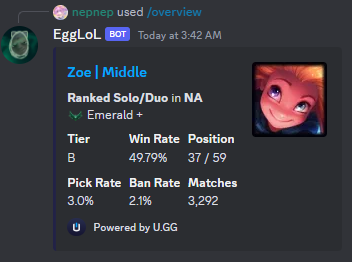 nepnep used /overview
EggLoL BOT Today at 3:42 AM
Zoe | Middle
Ranked Solo/Duo in NA
Emerald +
Tier Win Rate Position
B 49.79% 37 / 59
Pick Rate Ban Rate Matches
3.0% 2.1% 3,292
U Powered by U.GG